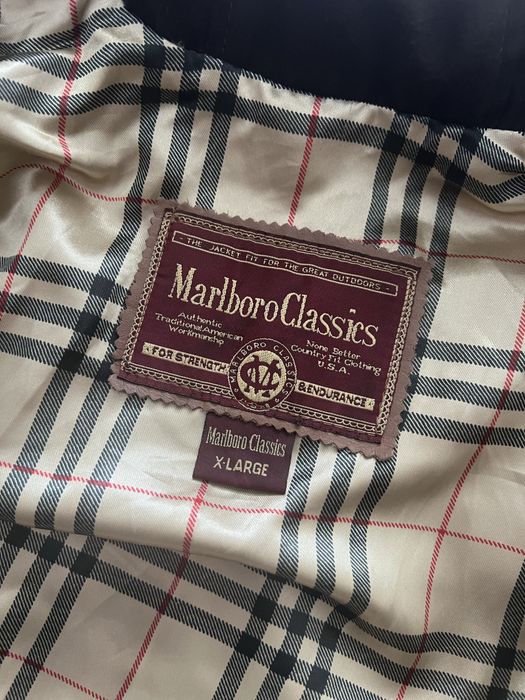 - THE JACKET FIT FOR THE GREAT OUTDOORS -
Marlboro Classics
Authentic
Traditional American
Workmanship
None Better
Country Fit Clothing
U.S.A.
MARLBORO CLASSICS
MC
- FOR STRENGTH
& ENDURANCE -
Marlboro Classics
X-LARGE